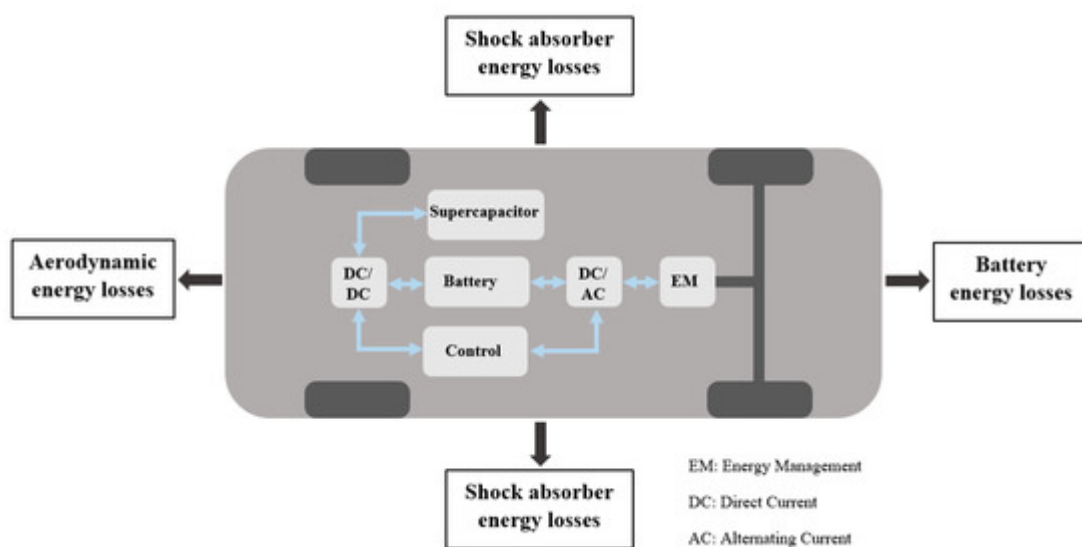 Shock absorber
energy losses
Supercapacitor
Aerodynamic
energy losses
DC/
DC
Battery
DC/
AC
EM
Battery
energy losses
Control
Shock absorber
energy losses
EM: Energy Management
DC: Direct Current
AC: Alternating Current